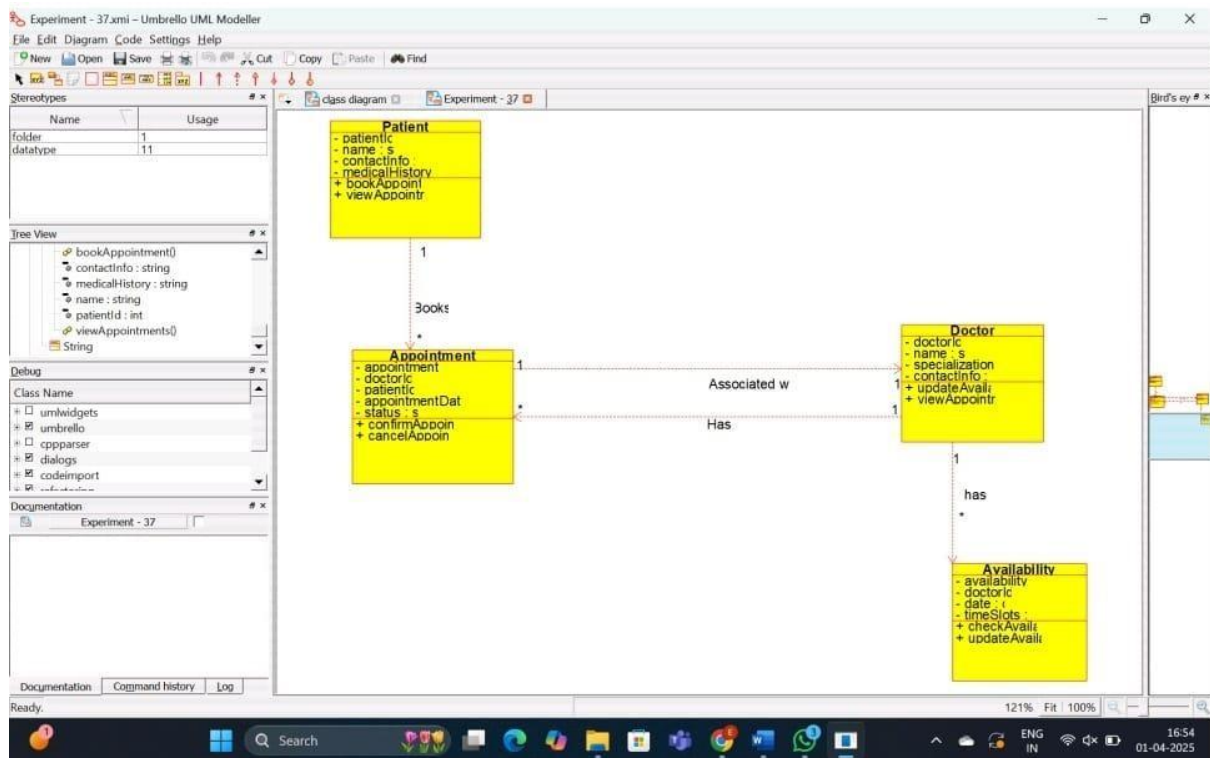 Experiment - 37.xmi – Umbrello UML Modeller
File Edit Diagram Code Settings Help
New Open Save Cut Copy Paste Find
Stereotypes
Name Usage
folder 1
datatype 11
Tree View
bookAppointment()
contactInfo : string
medicalHistory : string
name : string
patientId : int
viewAppointments()
String
Debug
Class Name
umlwidgets
umbrello
cppparser
dialogs
codeimport
Documentation
Experiment - 37
Documentation Command history Log
Ready.
class diagram Experiment - 37
Patient
- patientIc
- name : s
- contactInfo :
- medicalHistory
+ bookAppoint
+ viewAppointr
1
Books
*
Appointment
- appointment
- doctorIc
- patientIc
- appointmentDat
- status : s
+ confirmAppoin
+ cancelAppoin
1
Associated w
1
*
Has
1
Doctor
- doctorIc
- name : s
- specialization
- contactInfo :
+ updateAvaila
+ viewAppointr
1
has
*
Availability
- availability
- doctorIc
- date : c
- timeSlots :
+ checkAvaila
+ updateAvaila
Bird's ey
121% Fit 100%
Search
ENG
IN
16:54
01-04-2025